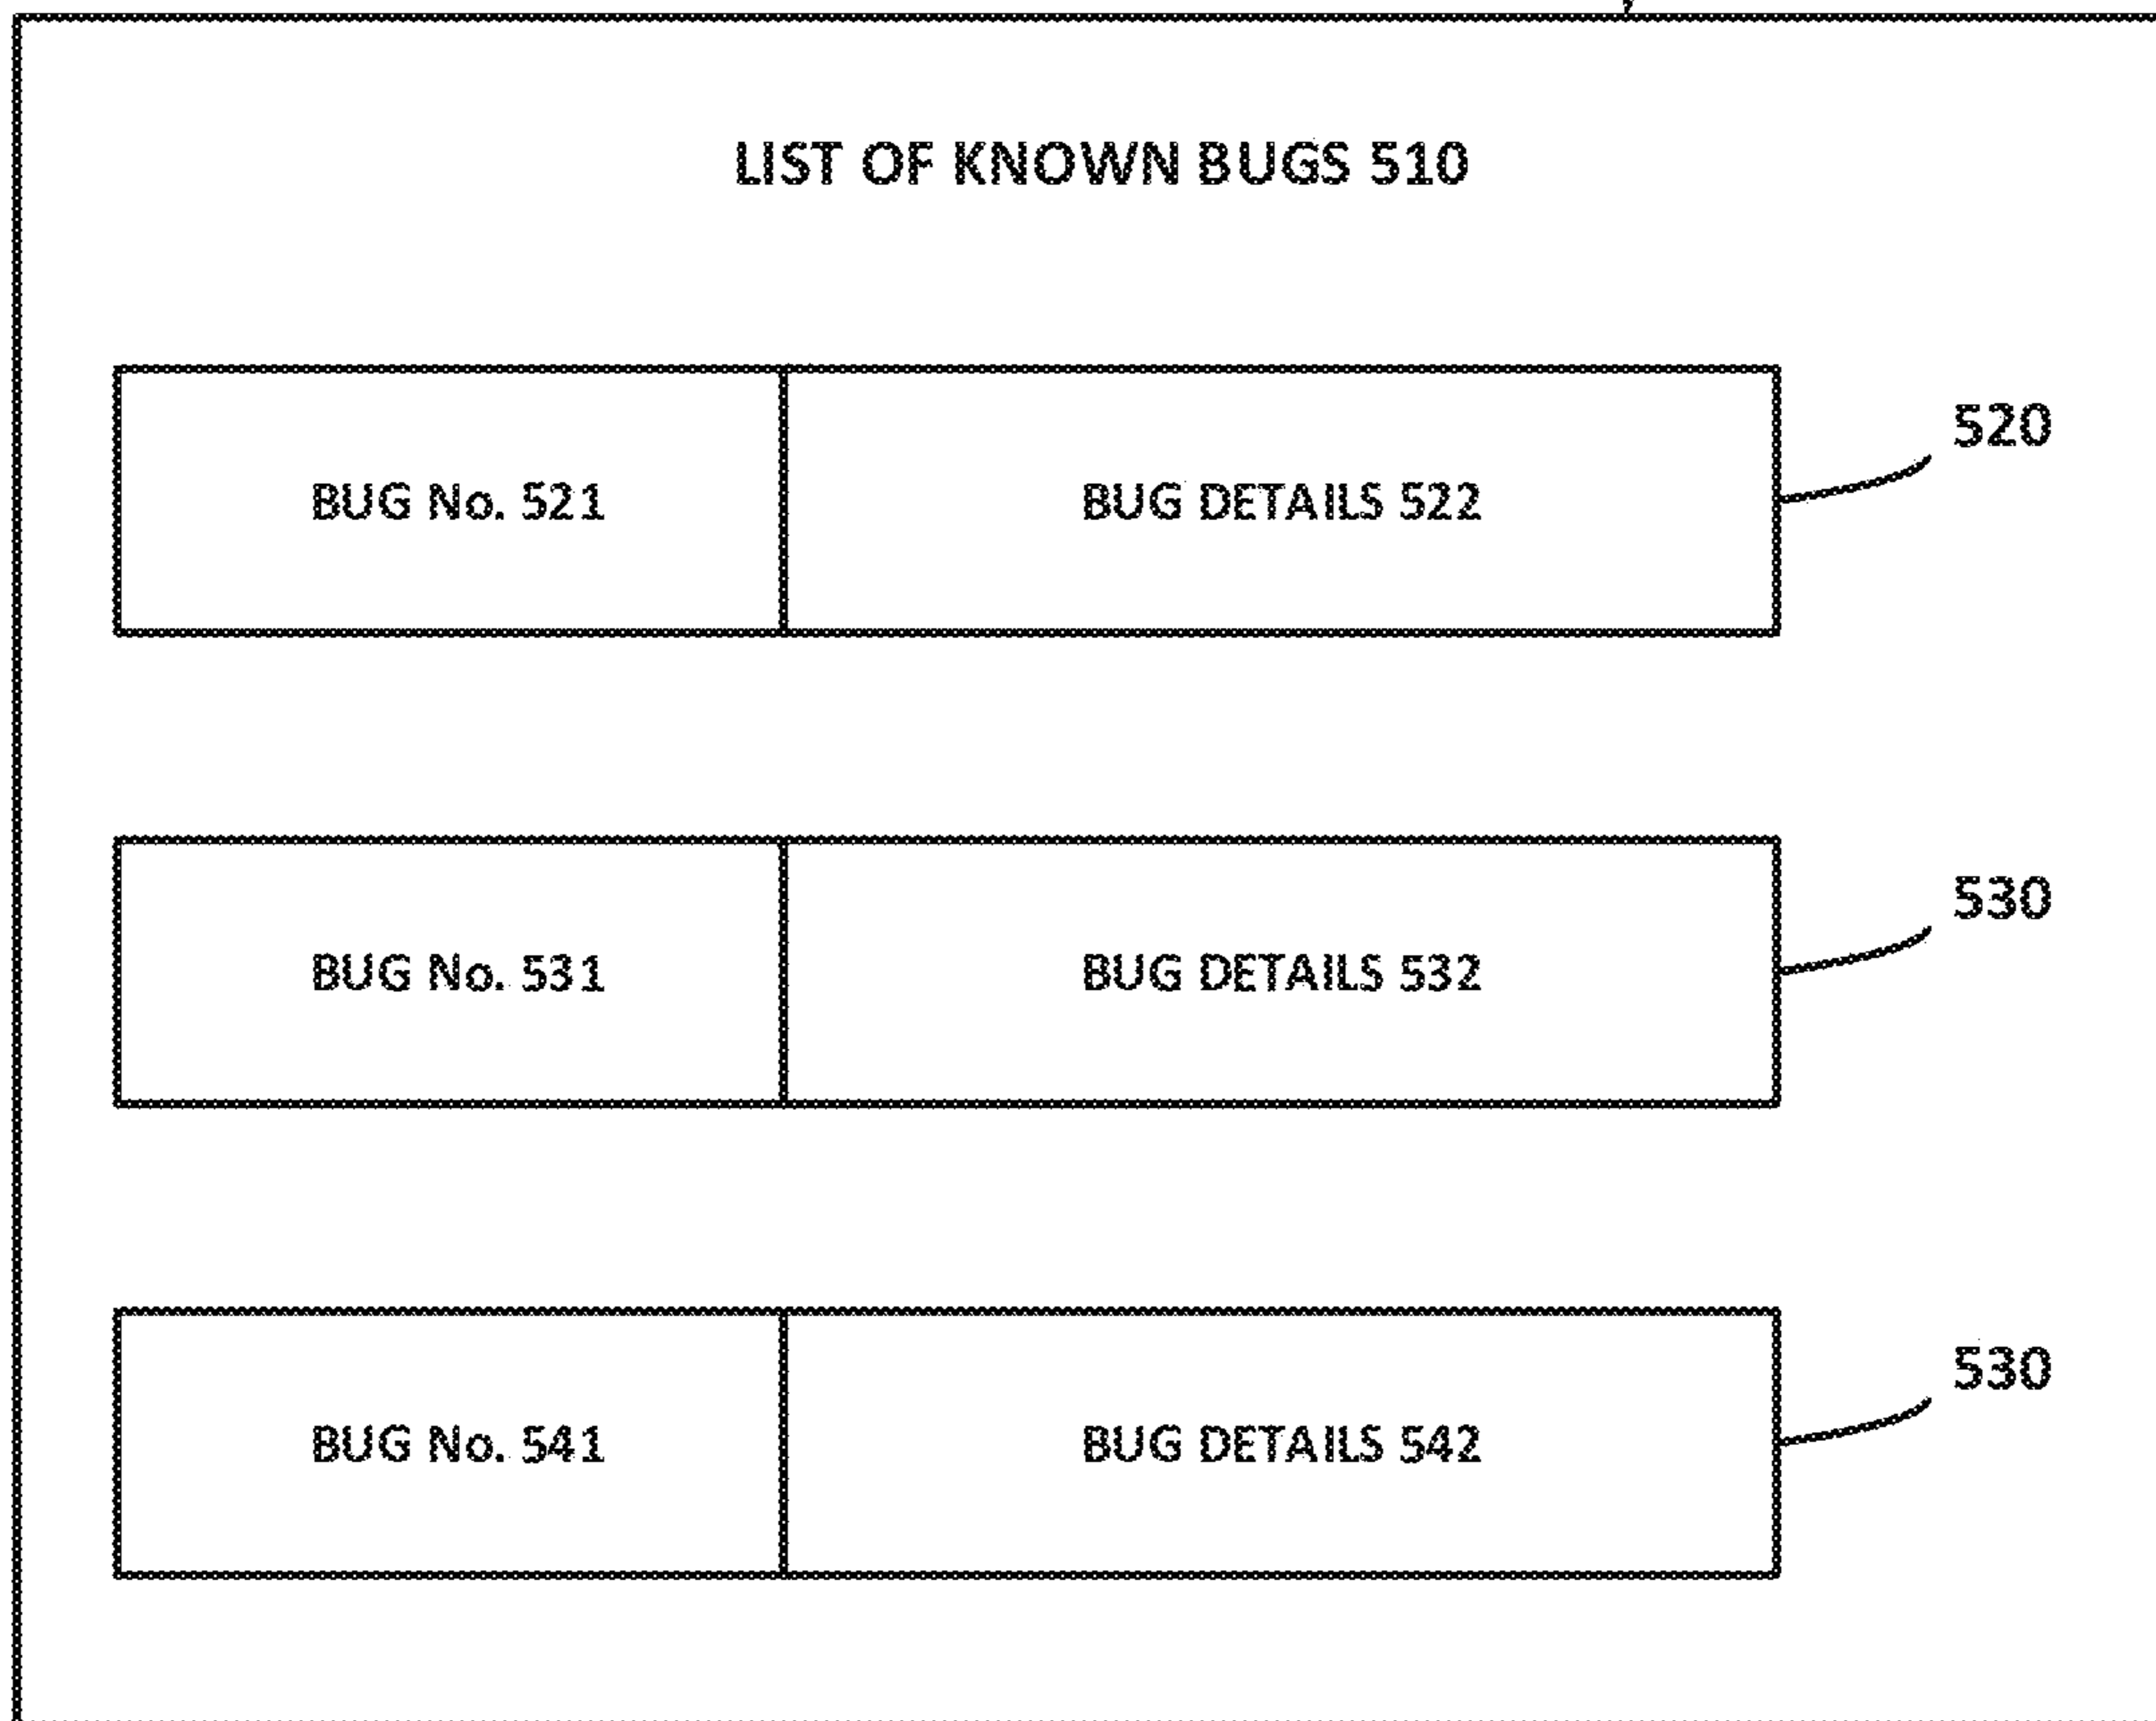 LIST OF KNOWN BUGS 510
520
BUG No. 521 BUG DETAILS 522
530
BUG No. 531 BUG DETAILS 532
530
BUG No. 541 BUG DETAILS 542